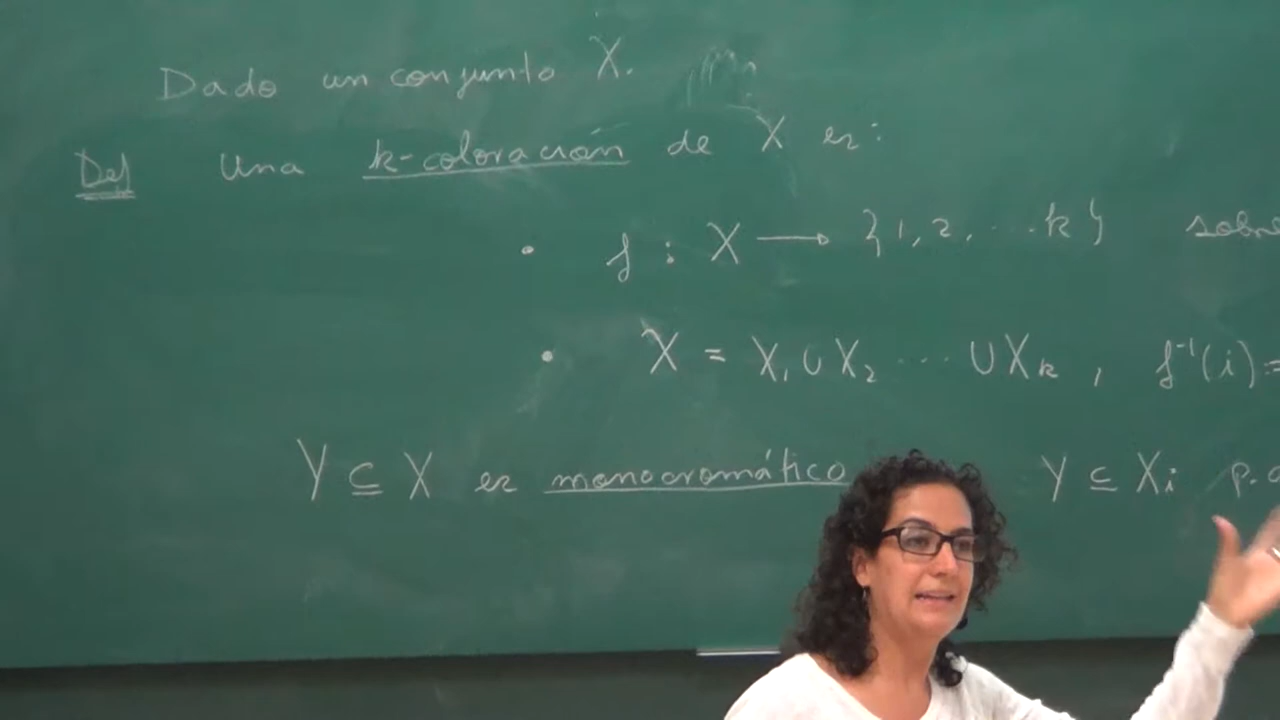 Dado un conjunto X.
Def Una k-coloración de X es:
• f : X → {1, 2, ... k} sobre
• X = X₁ ∪ X₂ ... ∪ Xₖ , f⁻¹(i) =
Y ⊆ X es monocromático Y ⊆ Xᵢ p.a